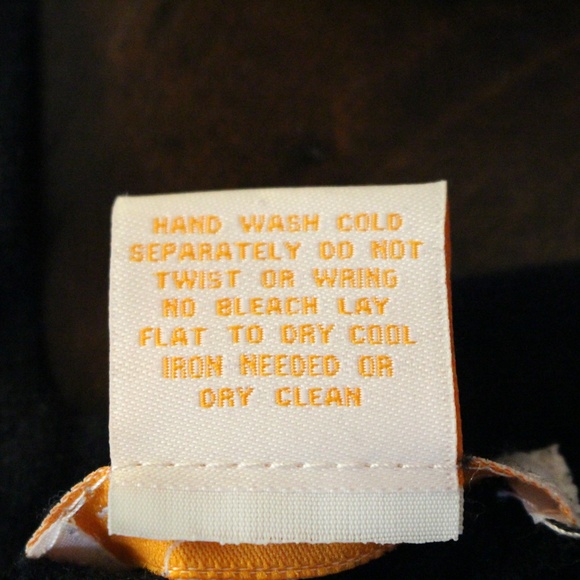 HAND WASH COLD
SEPARATELY DO NOT
TWIST OR WRING
NO BLEACH LAY
FLAT TO DRY COOL
IRON NEEDED OR
DRY CLEAN